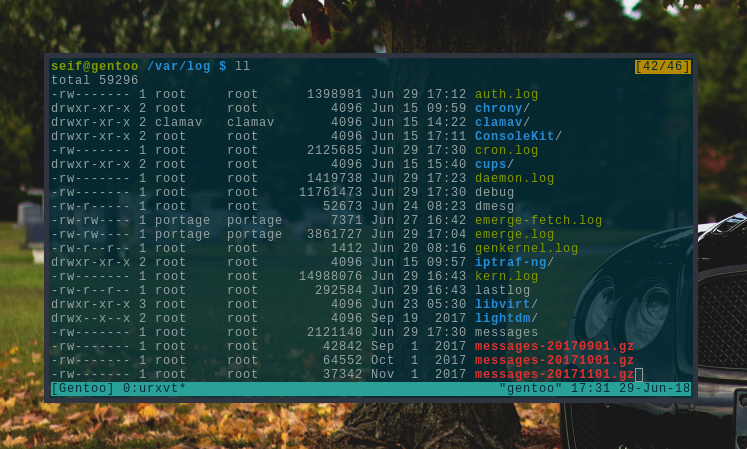 seif@gentoo /var/log $ ll [42/46]
total 59296
-rw------- 1 root     root      1398981 Jun 29 17:12 auth.log
drwxr-xr-x 2 root     root         4096 Jun 15 09:59 chrony/
drwxr-xr-x 2 clamav   clamav       4096 Jun 15 14:22 clamav/
drwxr-xr-x 2 root     root         4096 Jun 15 17:11 ConsoleKit/
-rw------- 1 root     root      2125685 Jun 29 17:30 cron.log
drwxr-xr-x 2 root     root         4096 Jun 15 15:40 cups/
-rw------- 1 root     root      1419738 Jun 29 17:23 daemon.log
-rw------- 1 root     root     11761473 Jun 29 17:30 debug
-rw-r----- 1 root     root        52673 Jun 24 08:23 dmesg
-rw-rw---- 1 portage  portage      7371 Jun 27 16:42 emerge-fetch.log
-rw-rw---- 1 portage  portage   3861727 Jun 29 17:04 emerge.log
-rw-r--r-- 1 root     root         1412 Jun 20 08:16 genkernel.log
drwxr-xr-x 2 root     root         4096 Jun 15 09:57 iptraf-ng/
-rw------- 1 root     root     14988076 Jun 29 16:43 kern.log
-rw-r--r-- 1 root     root       292584 Jun 29 16:43 lastlog
drwxr-xr-x 3 root     root         4096 Jun 23 05:30 libvirt/
drwx--x--x 2 root     root         4096 Sep 19  2017 lightdm/
-rw------- 1 root     root      2121140 Jun 29 17:30 messages
-rw------- 1 root     root        42842 Sep  1  2017 messages-20170901.gz
-rw------- 1 root     root        64552 Oct  1  2017 messages-20171001.gz
-rw------- 1 root     root        37342 Nov  1  2017 messages-20171101.gz
[Gentoo] 0:urxvt* "gentoo" 17:31 29-Jun-18